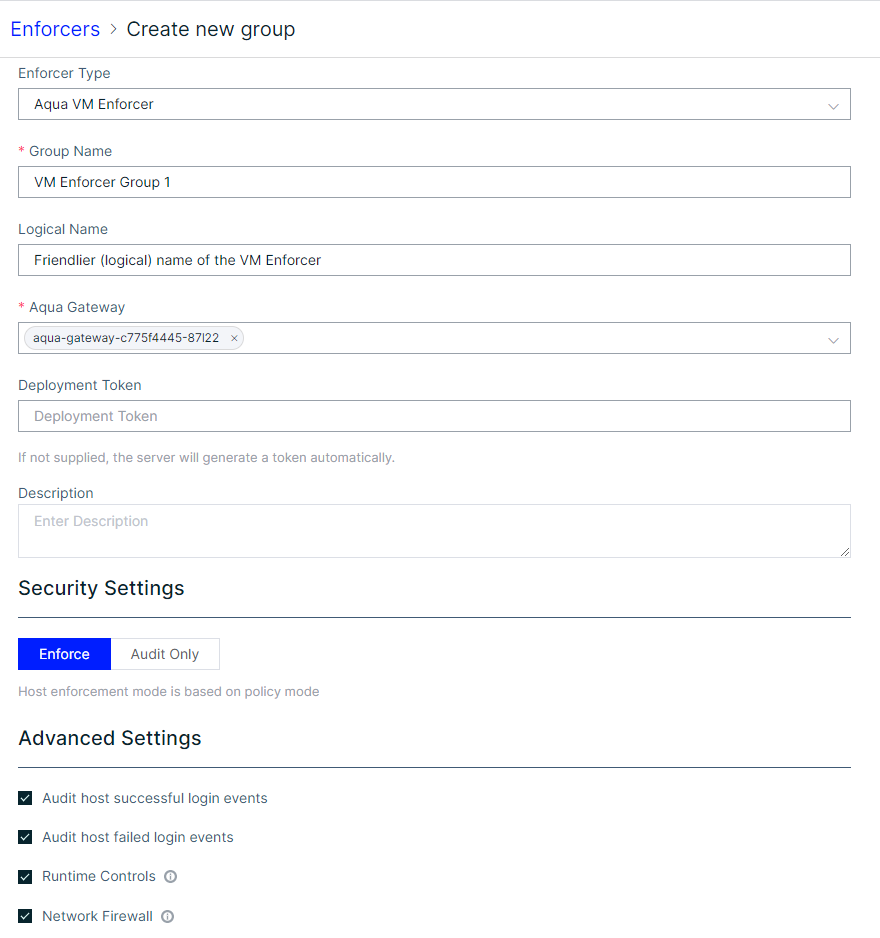 Enforcers > Create new group
Enforcer Type
Aqua VM Enforcer
* Group Name
VM Enforcer Group 1
Logical Name
Friendlier (logical) name of the VM Enforcer
* Aqua Gateway
aqua-gateway-c775f4445-87l22 ×
Deployment Token
Deployment Token
If not supplied, the server will generate a token automatically.
Description
Enter Description
Security Settings
Enforce Audit Only
Host enforcement mode is based on policy mode
Advanced Settings
Audit host successful login events
Audit host failed login events
Runtime Controls
Network Firewall